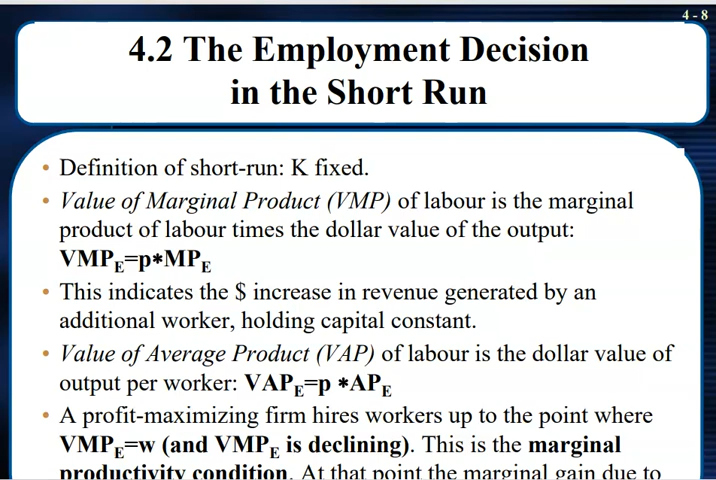 4 - 8
4.2 The Employment Decision
in the Short Run
• Definition of short-run: K fixed.
• Value of Marginal Product (VMP) of labour is the marginal
product of labour times the dollar value of the output:
VMPE=p*MPE
• This indicates the $ increase in revenue generated by an
additional worker, holding capital constant.
• Value of Average Product (VAP) of labour is the dollar value of
output per worker: VAPE=p *APE
• A profit-maximizing firm hires workers up to the point where
VMPE=w (and VMPE is declining). This is the marginal
productivity condition. At that point the marginal gain due to